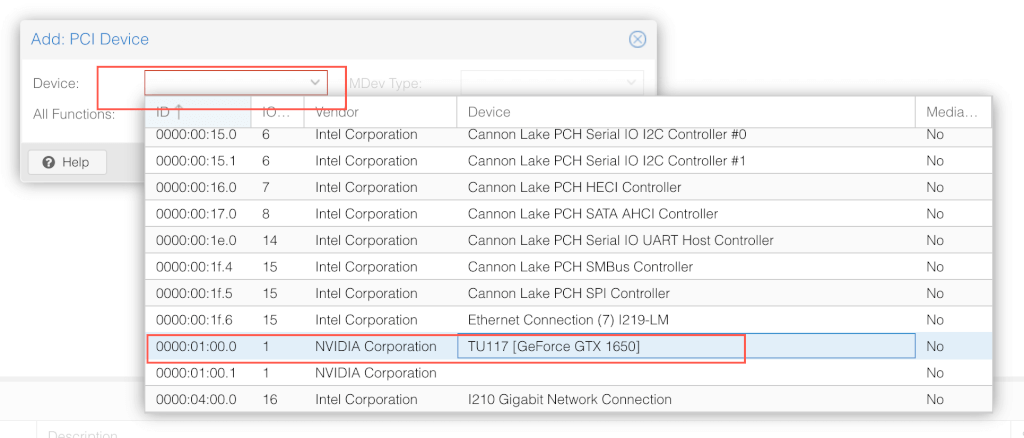 Add: PCI Device
Device: MDev Type:
All Functions:
Help
ID IO... Vendor Device Media...
0000:00:15.0 6 Intel Corporation Cannon Lake PCH Serial IO I2C Controller #0 No
0000:00:15.1 6 Intel Corporation Cannon Lake PCH Serial IO I2C Controller #1 No
0000:00:16.0 7 Intel Corporation Cannon Lake PCH HECI Controller No
0000:00:17.0 8 Intel Corporation Cannon Lake PCH SATA AHCI Controller No
0000:00:1e.0 14 Intel Corporation Cannon Lake PCH Serial IO UART Host Controller No
0000:00:1f.4 15 Intel Corporation Cannon Lake PCH SMBus Controller No
0000:00:1f.5 15 Intel Corporation Cannon Lake PCH SPI Controller No
0000:00:1f.6 15 Intel Corporation Ethernet Connection (7) I219-LM No
0000:01:00.0 1 NVIDIA Corporation TU117 [GeForce GTX 1650] No
0000:01:00.1 1 NVIDIA Corporation No
0000:04:00.0 16 Intel Corporation I210 Gigabit Network Connection No
Description